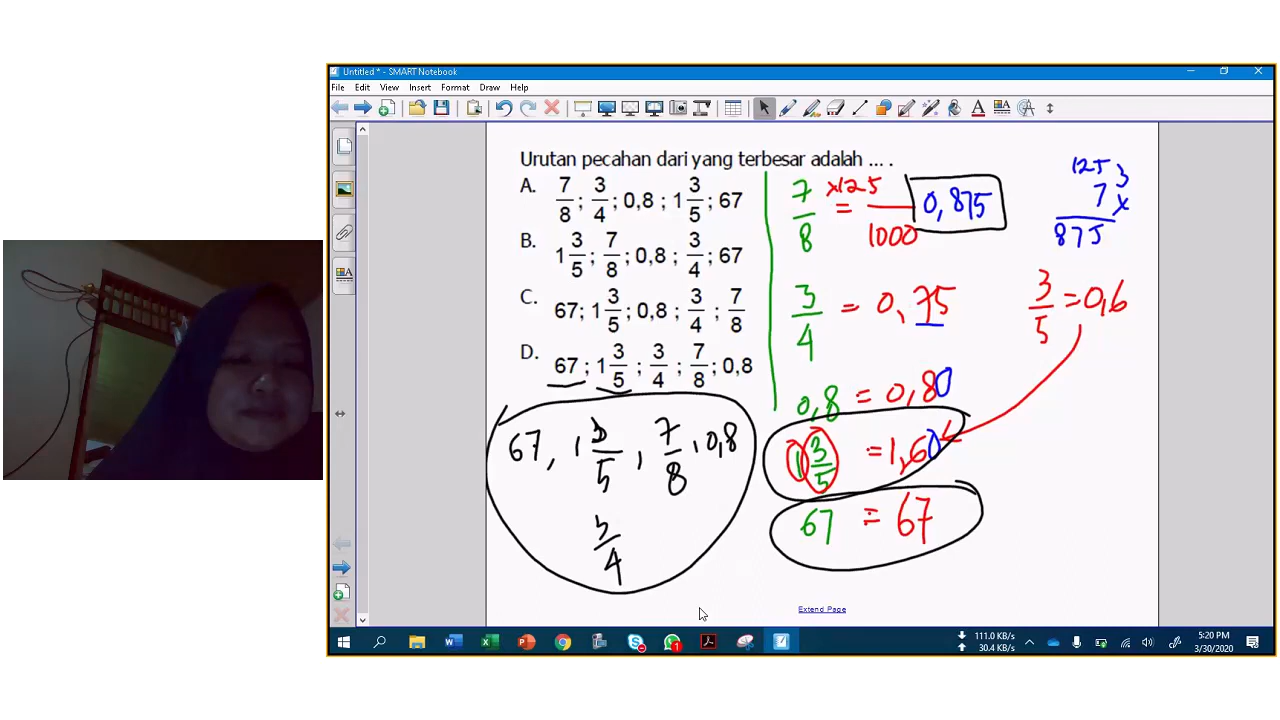 Untitled * - SMART Notebook
File Edit View Insert Format Draw Help
Urutan pecahan dari yang terbesar adalah ... .
A. 7/8 ; 3/4 ; 0,8 ; 1 3/5 ; 67
B. 1 3/5 ; 7/8 ; 0,8 ; 3/4 ; 67
C. 67 ; 1 3/5 ; 0,8 ; 3/4 ; 7/8
D. 67 ; 1 3/5 ; 3/4 ; 7/8 ; 0,8
67, 1 3/5, 7/8, 0,8
3/4
7/8 x125 = /1000 0,875
3/4 = 0,75
0,8 = 0,80
1 3/5 = 1,60
67 = 67
125 3
7 x
875
3/5 = 0,6
Extend Page
111.0 KB/s
30.4 KB/s
5:20 PM
3/30/2020